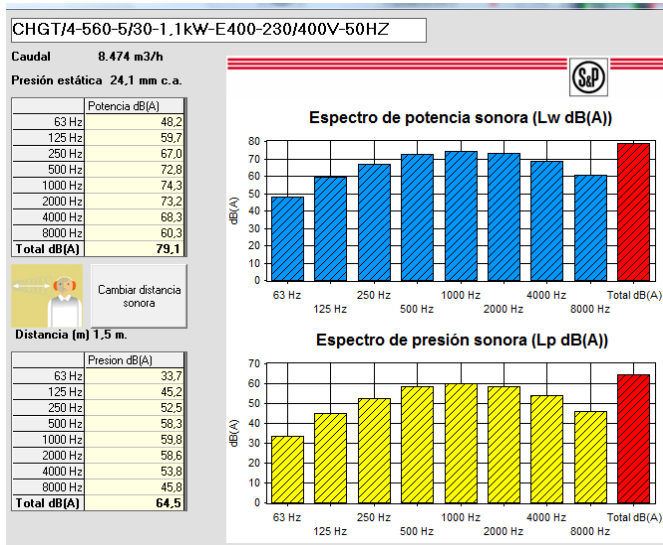 CHGT/4-560-5/30-1,1kW-E400-230/400V-50HZ
Caudal 8.474 m3/h
Presión estática 24,1 mm c.a.
Potencia dB(A)
63 Hz 48,2
125 Hz 59,7
250 Hz 67,0
500 Hz 72,8
1000 Hz 74,3
2000 Hz 73,2
4000 Hz 68,3
8000 Hz 60,3
Total dB(A) 79,1
Cambiar distancia
sonora
Distancia (m) 1,5 m.
Presion dB(A)
63 Hz 33,7
125 Hz 45,2
250 Hz 52,5
500 Hz 58,3
1000 Hz 59,8
2000 Hz 58,6
4000 Hz 53,8
8000 Hz 45,8
Total dB(A) 64,5
S&P
Espectro de potencia sonora (Lw dB(A))
80
70
60
50
40
30
20
10
0
dB(A)
63 Hz 250 Hz 1000 Hz 4000 Hz Total dB(A)
125 Hz 500 Hz 2000 Hz 8000 Hz
Espectro de presión sonora (Lp dB(A))
70
60
50
40
30
20
10
0
dB(A)
63 Hz 250 Hz 1000 Hz 4000 Hz Total dB(A)
125 Hz 500 Hz 2000 Hz 8000 Hz